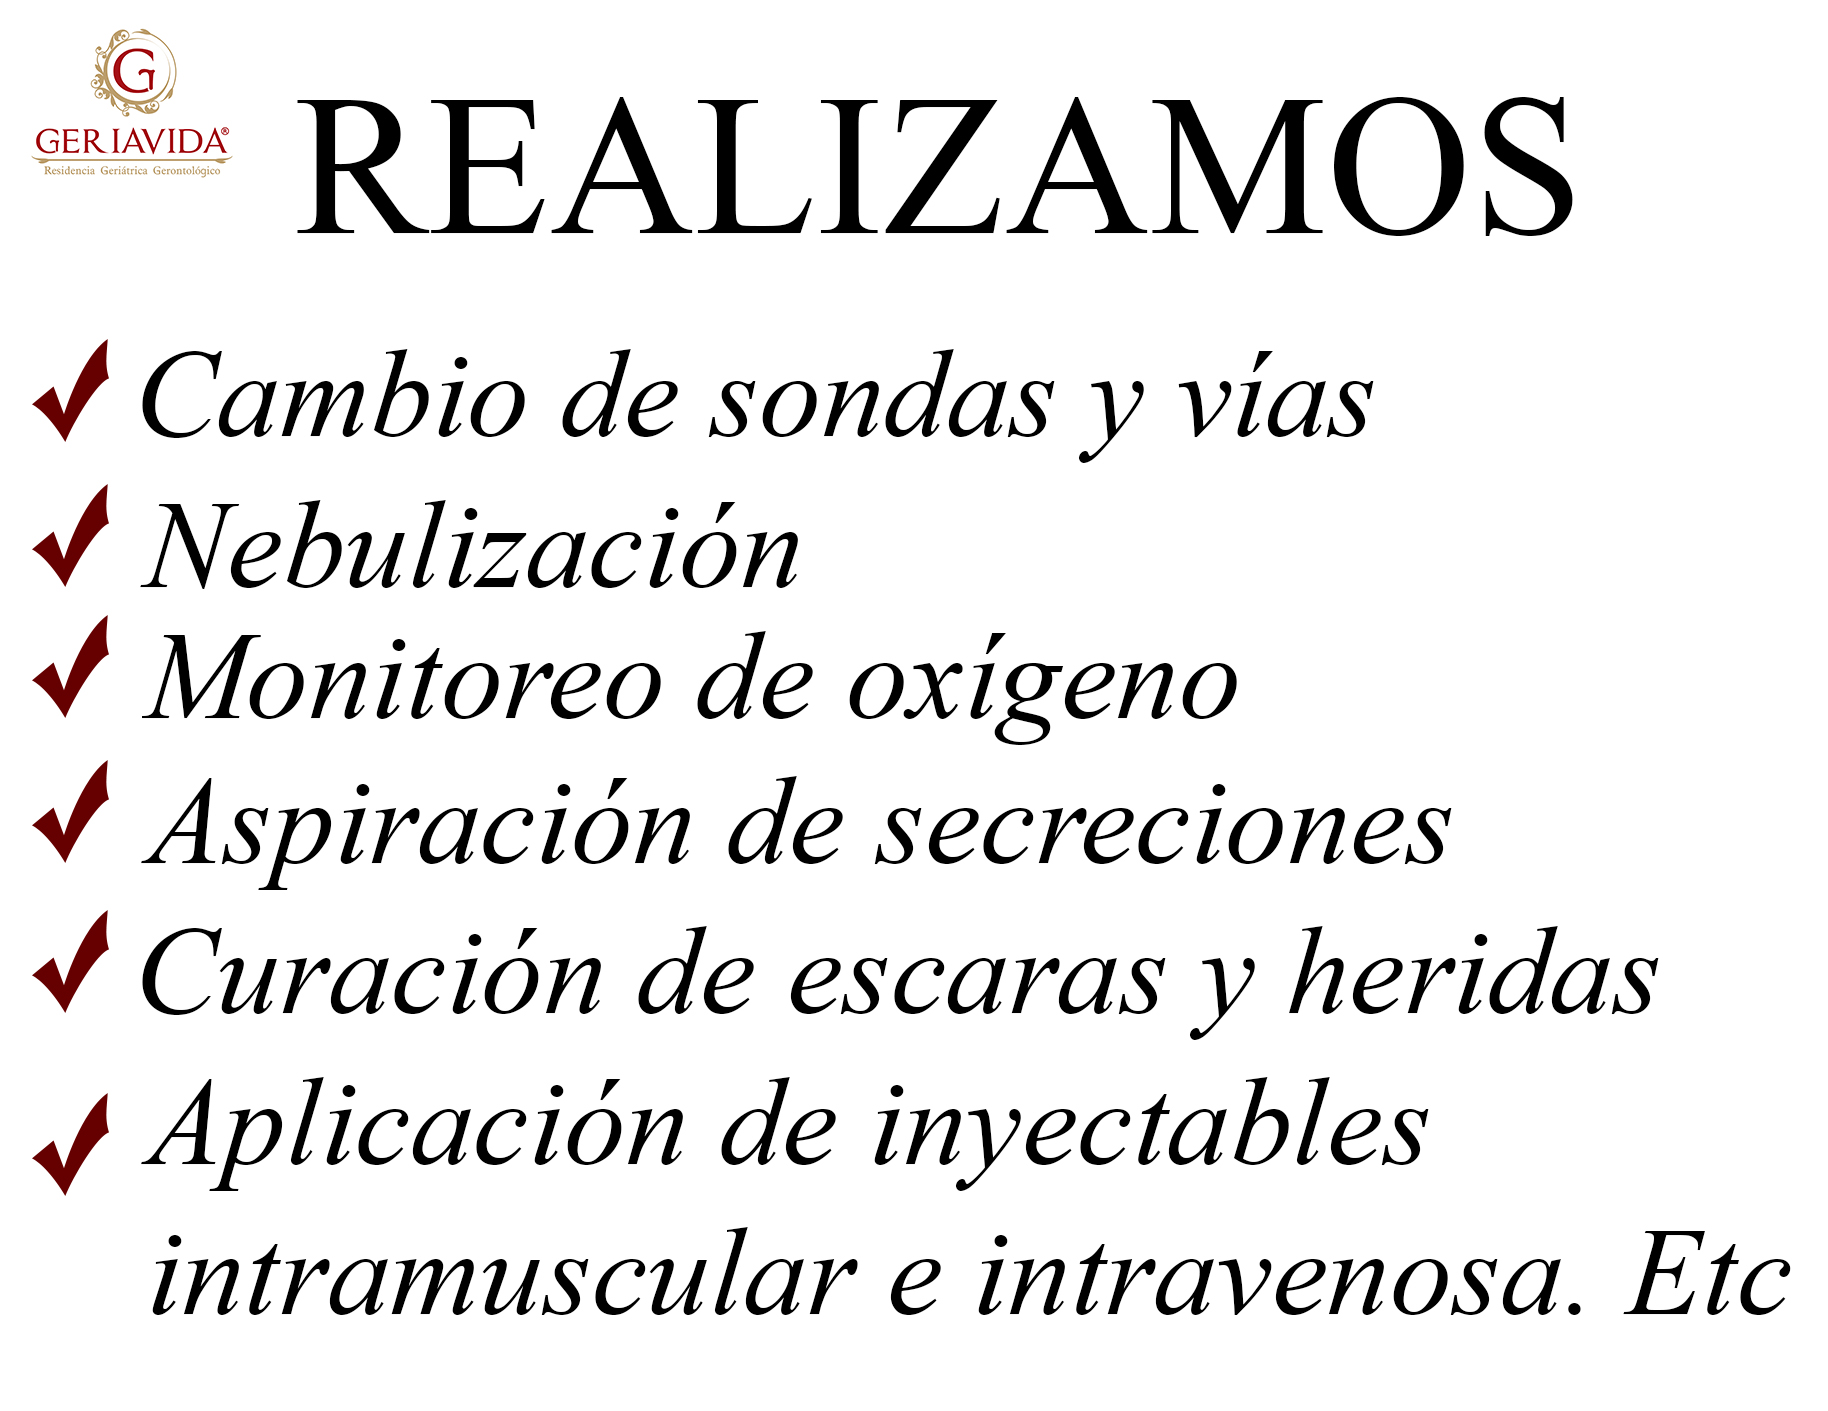 G
GERIAVIDA®
Residencia Geriátrica Gerontológico
REALIZAMOS
Cambio de sondas y vías
Nebulización
Monitoreo de oxígeno
Aspiración de secreciones
Curación de escaras y heridas
Aplicación de inyectables
intramuscular e intravenosa. Etc